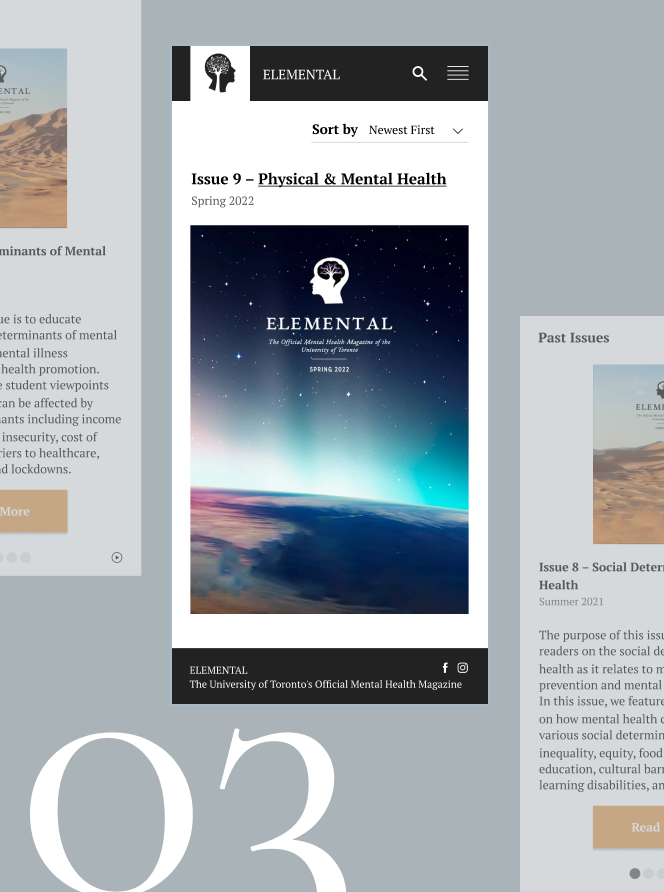 minants of Mental
ue is to educate
eterminants of mental
nental illness
health promotion.
e student viewpoints
can be affected by
nants including income
insecurity, cost of
riers to healthcare,
nd lockdowns.
More
ELEMENTAL
Sort by Newest First
Issue 9 – Physical & Mental Health
Spring 2022
ELEMENTAL
The Official Mental Health Magazine of the
University of Toronto
SPRING 2022
ELEMENTAL
The University of Toronto's Official Mental Health Magazine
Past Issues
ELEME
Issue 8 – Social Deter
Health
Summer 2021
The purpose of this issu
readers on the social de
health as it relates to m
prevention and mental
In this issue, we feature
on how mental health c
various social determin
inequality, equity, food
education, cultural barr
learning disabilities, an
Read
03